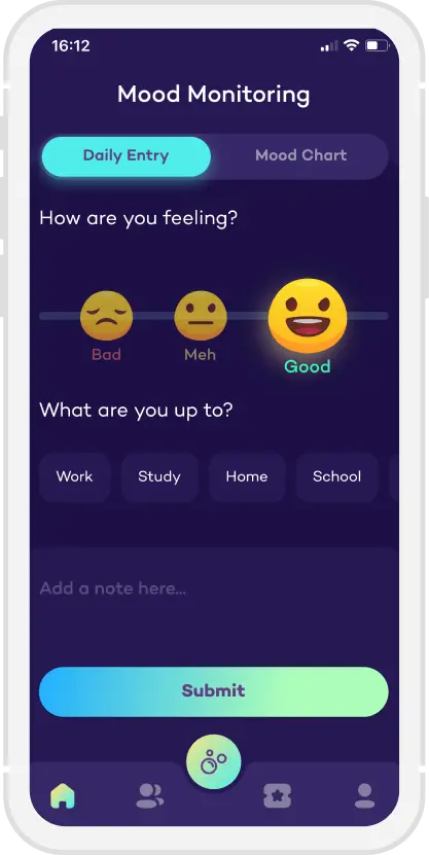 16:12
Mood Monitoring
Daily Entry Mood Chart
How are you feeling?
Bad Meh Good
What are you up to?
Work Study Home School
Add a note here...
Submit